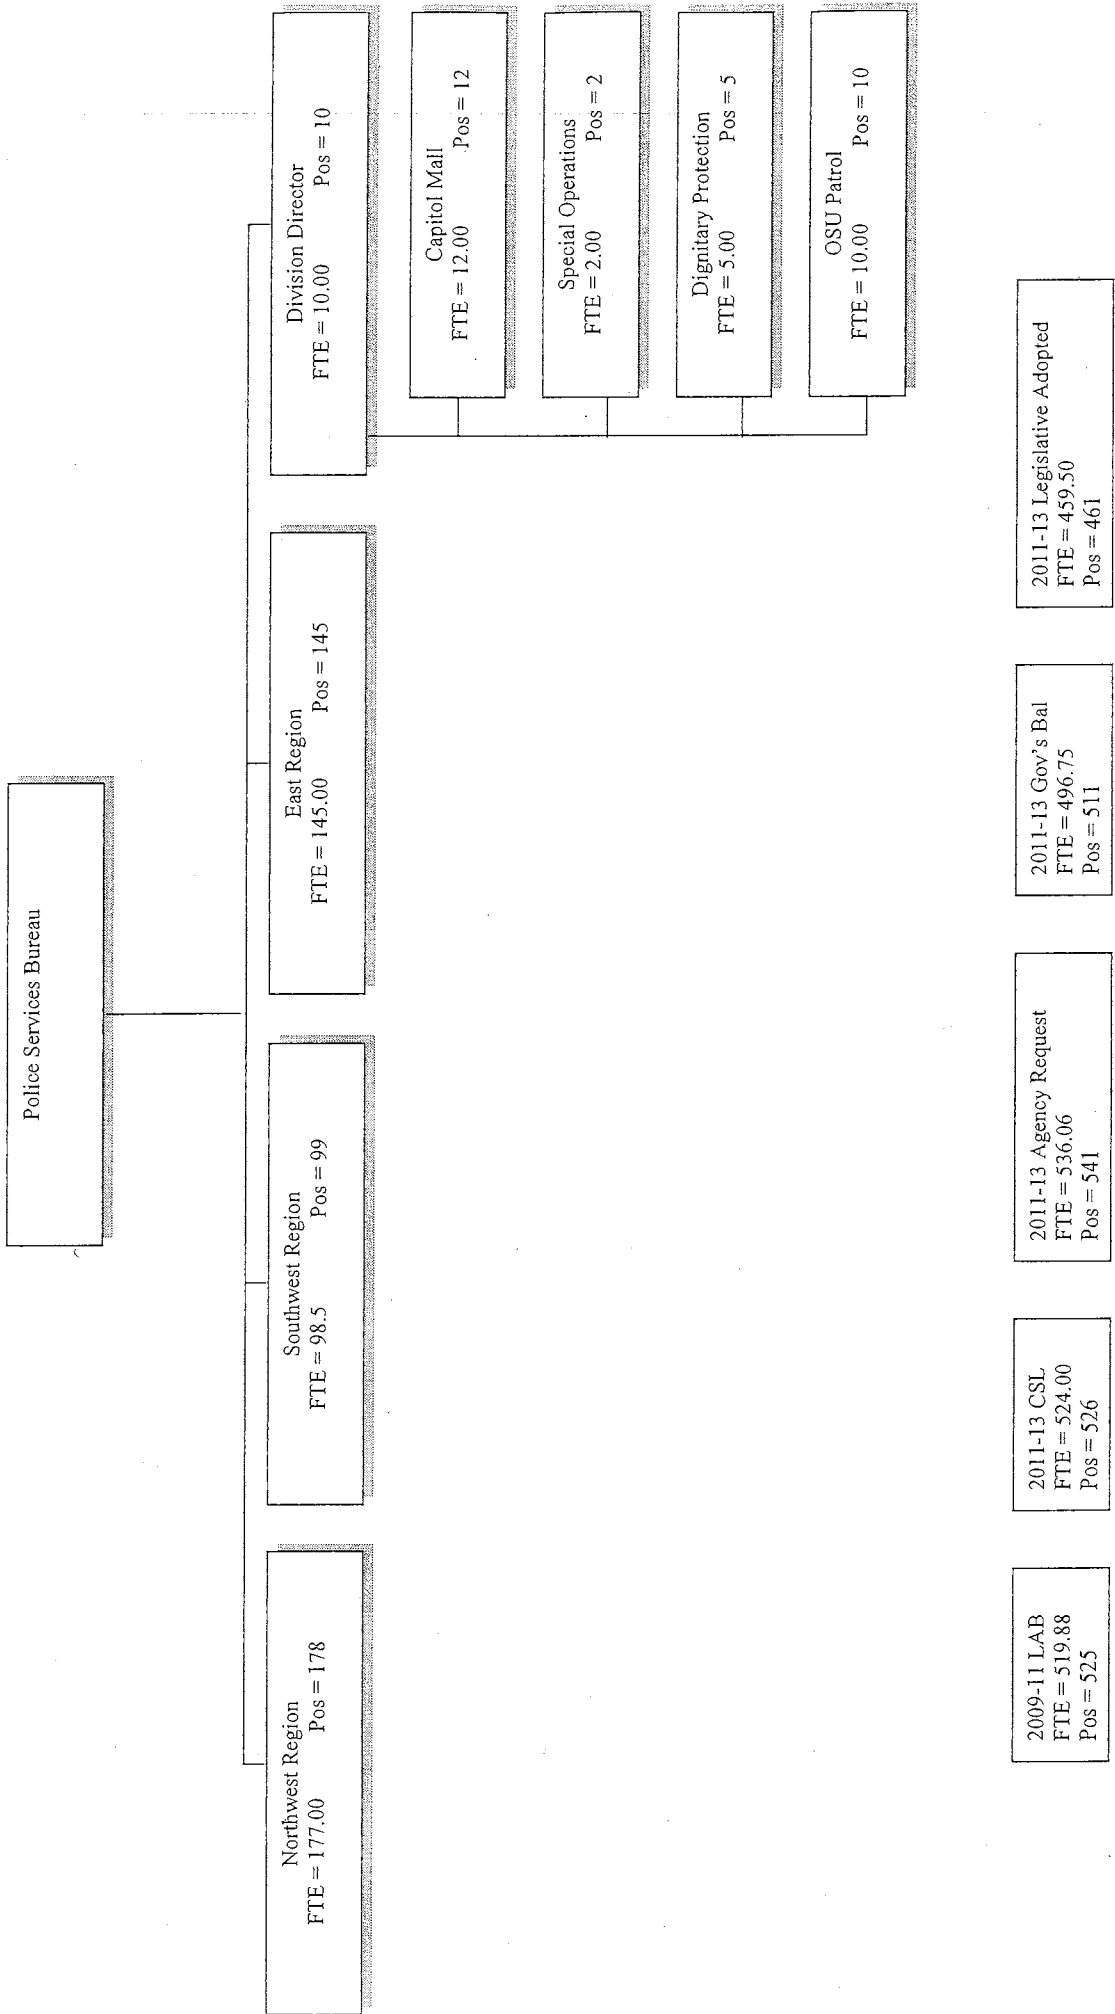 Police Services Bureau
Northwest Region
FTE = 177.00 Pos = 178
Southwest Region
FTE = 98.5 Pos = 99
East Region
FTE = 145.00 Pos = 145
Division Director
FTE = 10.00 Pos = 10
Capitol Mall
FTE = 12.00 Pos = 12
Special Operations
FTE = 2.00 Pos = 2
Dignitary Protection
FTE = 5.00 Pos = 5
OSU Patrol
FTE = 10.00 Pos = 10
2009-11 LAB
FTE = 519.88
Pos = 525
2011-13 CSL
FTE = 524.00
Pos = 526
2011-13 Agency Request
FTE = 536.06
Pos = 541
2011-13 Gov's Bal
FTE = 496.75
Pos = 511
2011-13 Legislative Adopted
FTE = 459.50
Pos = 461